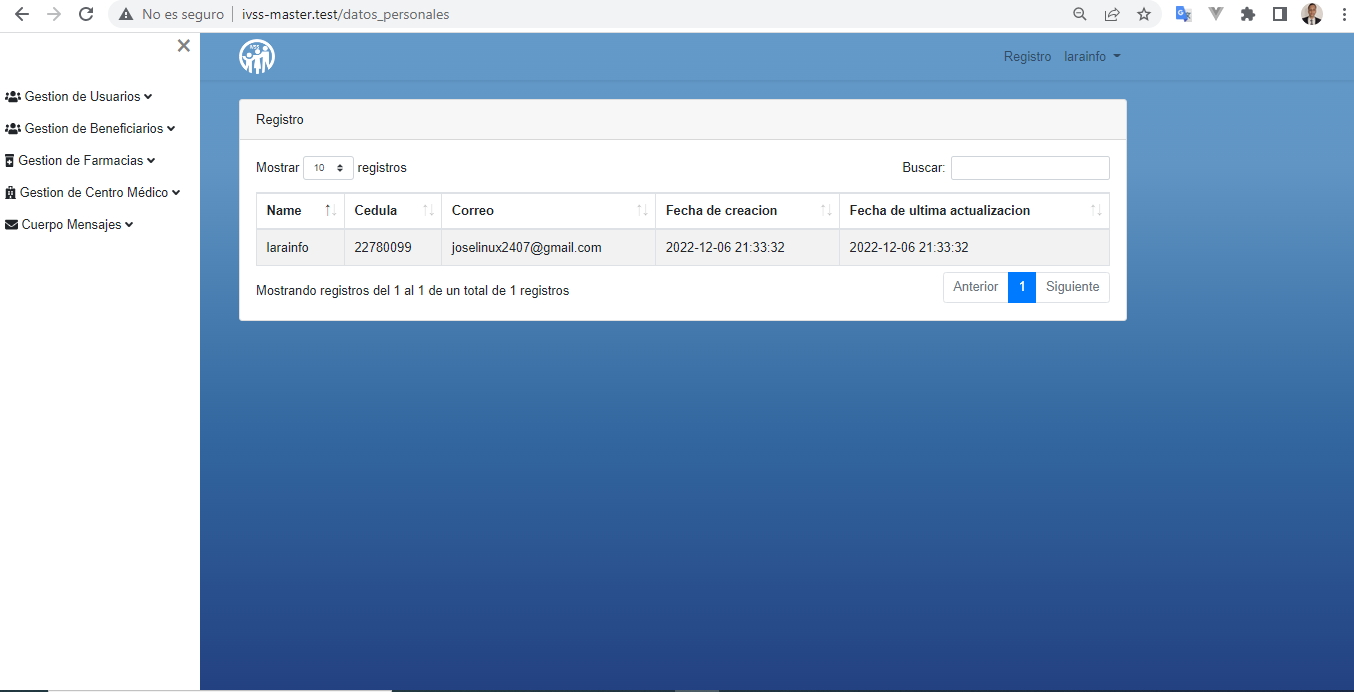 No es seguro ivss-master.test/datos_personales
Registro larainfo
Gestion de Usuarios
Gestion de Beneficiarios
Gestion de Farmacias
Gestion de Centro Médico
Cuerpo Mensajes
Registro
Mostrar 10 registros Buscar:
Name Cedula Correo Fecha de creacion Fecha de ultima actualizacion
larainfo 22780099 joselinux2407@gmail.com 2022-12-06 21:33:32 2022-12-06 21:33:32
Mostrando registros del 1 al 1 de un total de 1 registros
Anterior 1 Siguiente